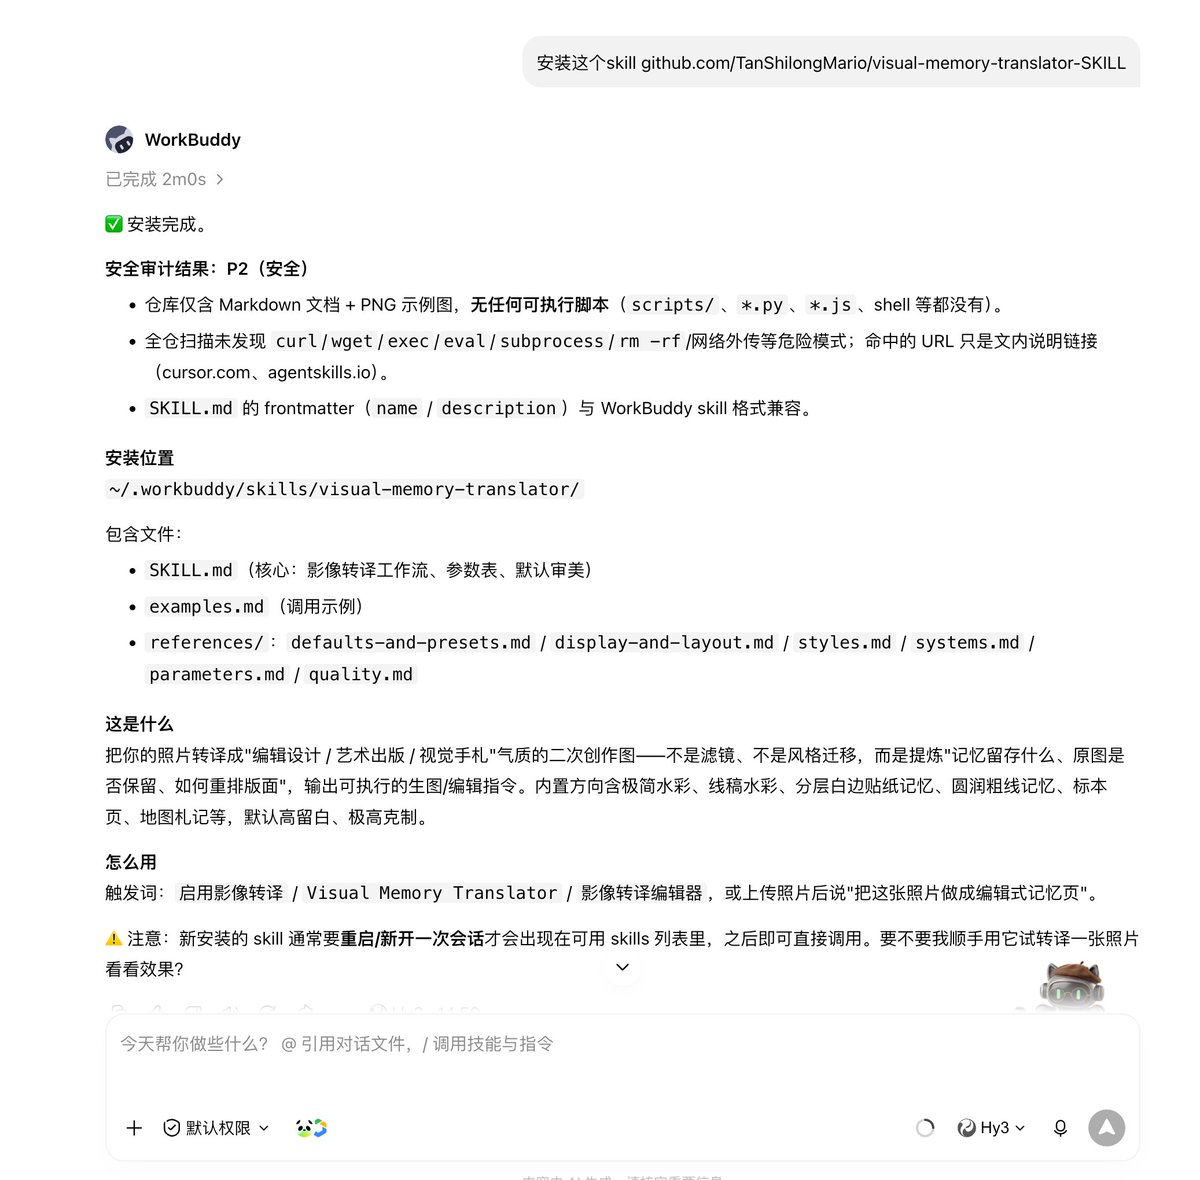 安装这个skill github.com/TanShilongMario/visual-memory-translator-SKILL
WorkBuddy
已完成 2m0s
安装完成。
安全审计结果：P2（安全）
仓库仅含 Markdown 文档 + PNG 示例图，无任何可执行脚本（scripts/、*.py、*.js、shell 等都没有）。
全仓扫描未发现 curl/wget/exec/eval/subprocess/rm -rf/网络外传等危险模式；命中的 URL 只是文内说明链接
（cursor.com、agentskills.io）。
SKILL.md 的 frontmatter（name / description）与 WorkBuddy skill 格式兼容。
安装位置
~/.workbuddy/skills/visual-memory-translator/
包含文件：
SKILL.md （核心：影像转译工作流、参数表、默认审美）
examples.md （调用示例）
references/： defaults-and-presets.md / display-and-layout.md / styles.md / systems.md /
parameters.md / quality.md
这是什么
把你的照片转译成"编辑设计 / 艺术出版 / 视觉手札"气质的二次创作图——不是滤镜、不是风格迁移，而是提炼"记忆留存什么、原图是
否保留、如何重排版面"，输出可执行的生图/编辑指令。内置方向含极简水彩、线稿水彩、分层白边贴纸记忆、圆润粗线记忆、标本
页、地图札记等，默认高留白、极高克制。
怎么用
触发词： 启用影像转译 / Visual Memory Translator / 影像转译编辑器，或上传照片后说"把这张照片做成编辑式记忆页"。
注意：新安装的 skill 通常要重启/新开一次会话才会出现在可用 skills 列表里，之后即可直接调用。要不要我顺手用它试转译一张照片
看看效果？
今天帮你做些什么？ @ 引用对话文件，/ 调用技能与指令
默认权限
Hy3